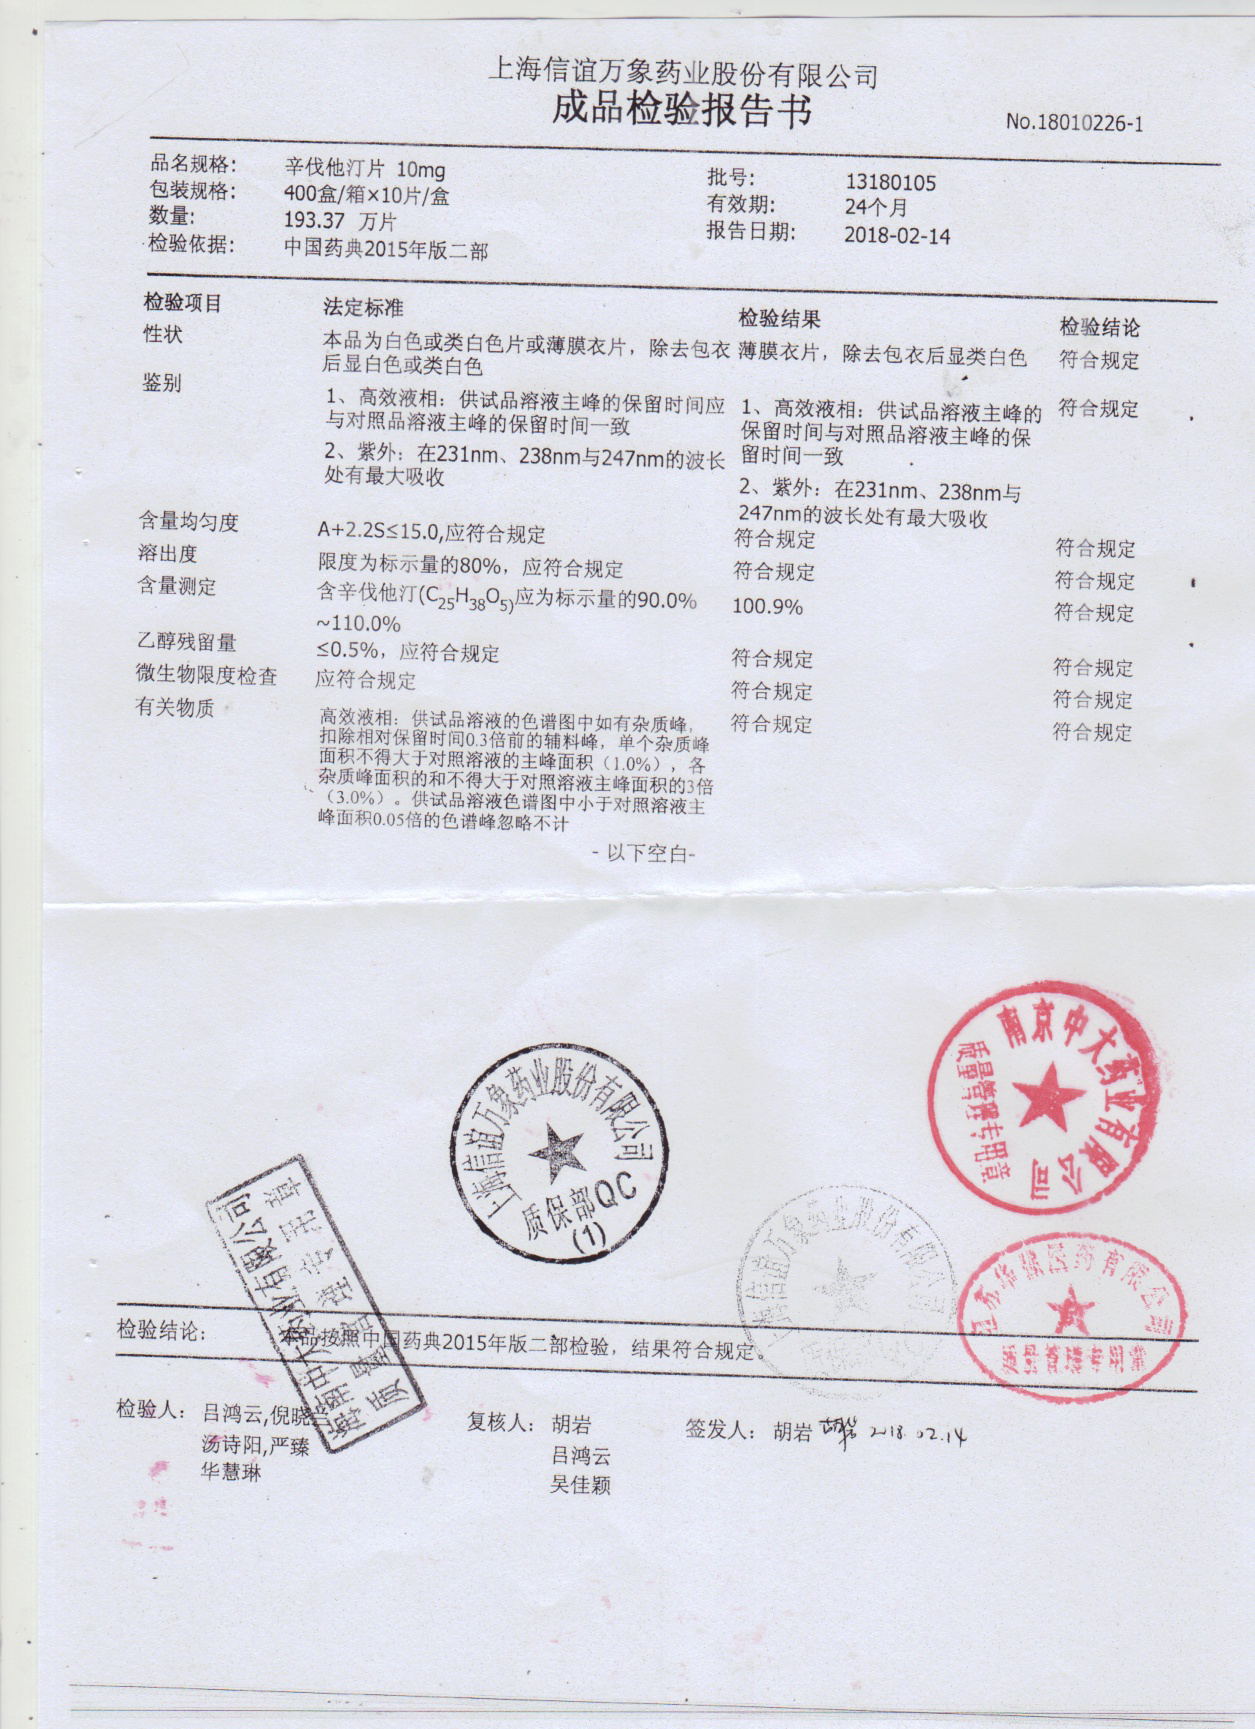 上海信谊万象药业股份有限公司
成品检验报告书
No.18010226-1
品名规格: 辛伐他汀片 10mg 批号: 13180105
包装规格: 400盒/箱×10片/盒 有效期: 24个月
数量: 193.37 万片 报告日期: 2018-02-14
检验依据: 中国药典2015年版二部
检验项目 法定标准 检验结果 检验结论
性状 本品为白色或类白色片或薄膜衣片，除去包衣 薄膜衣片，除去包衣后显类白色 符合规定
后显白色或类白色
鉴别 1、高效液相：供试品溶液主峰的保留时间应 1、高效液相：供试品溶液主峰的 符合规定
与对照品溶液主峰的保留时间一致 保留时间与对照品溶液主峰的保
留时间一致
2、紫外：在231nm、238nm与247nm的波长 2、紫外：在231nm、238nm与
处有最大吸收 247nm的波长处有最大吸收
含量均匀度 A+2.2S≤15.0,应符合规定 符合规定 符合规定
溶出度 限度为标示量的80%，应符合规定 符合规定 符合规定
含量测定 含辛伐他汀(C25H38O5)应为标示量的90.0% 100.9% 符合规定
~110.0%
乙醇残留量 ≤0.5%，应符合规定 符合规定 符合规定
微生物限度检查 应符合规定 符合规定 符合规定
有关物质 高效液相：供试品溶液的色谱图中如有杂质峰， 符合规定 符合规定
扣除相对保留时间0.3倍前的辅料峰，单个杂质峰
面积不得大于对照溶液的主峰面积（1.0%），各
杂质峰面积的和不得大于对照溶液主峰面积的3倍
（3.0%）。供试品溶液色谱图中小于对照溶液主
峰面积0.05倍的色谱峰忽略不计
- 以下空白-
南京中大药业有限公司
质量管理专用章
上海信谊万象药业股份有限公司
质保部QC
(1)
上海信谊万象药业股份有限公司
南京中大药业有限公司
质量管理专用章
医药有限公司
检验结论: 本品按照中国药典2015年版二部检验，结果符合规定。
检验人: 吕鸿云,倪晓 复核人: 胡岩 签发人: 胡岩 胡岩 2018.02.14
汤诗阳,严臻 吕鸿云
华慧琳 吴佳颖